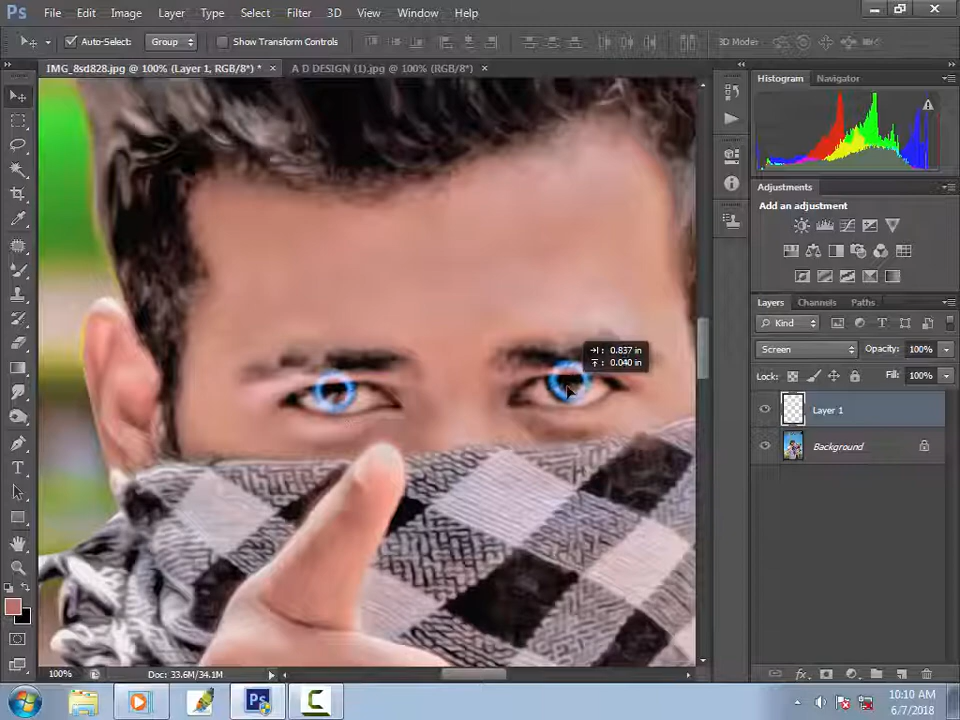 Ps File Edit Image Layer Type Select Filter 3D View Window Help
Auto-Select: Group Show Transform Controls 3D Mode:
IMG_8sd828.jpg @ 100% (Layer 1, RGB/8*) * × A D DESIGN (1).jpg @ 100% (RGB/8*) ×
Histogram Navigator
Adjustments
Add an adjustment
Layers Channels Paths
Kind
Screen Opacity: 100%
Lock: Fill: 100%
Layer 1
Background
→I: 0.837 in
0.040 in
T
100% Doc: 33.6M/34.1M
Ps C
10:10 AM
6/7/2018